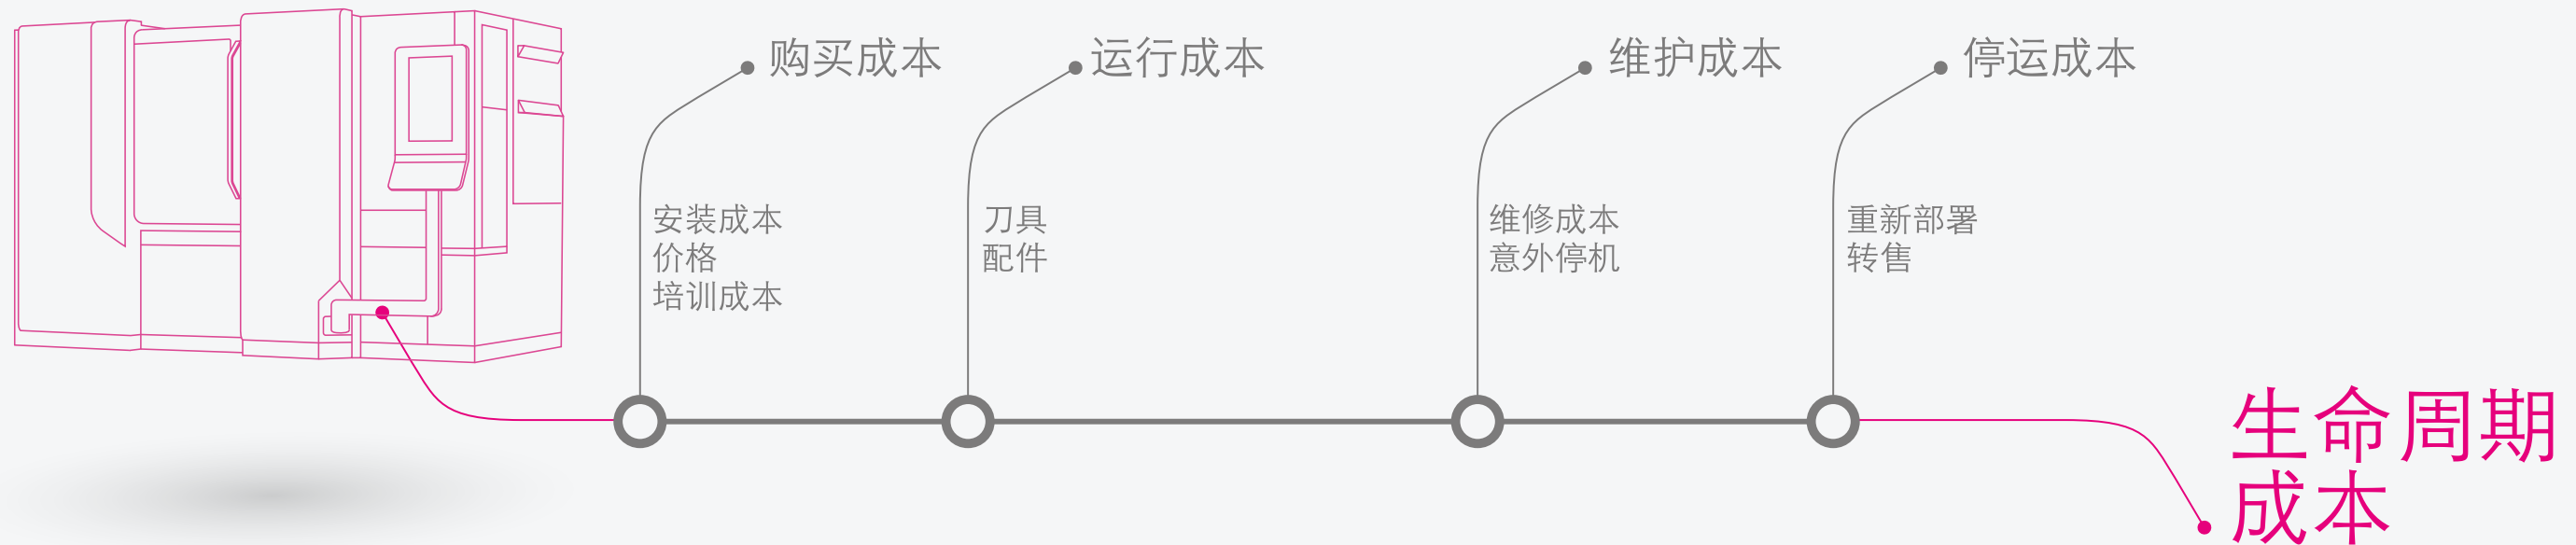 购买成本
安装成本
价格
培训成本
运行成本
刀具
配件
维护成本
维修成本
意外停机
停运成本
重新部署
转售
生命周期
成本